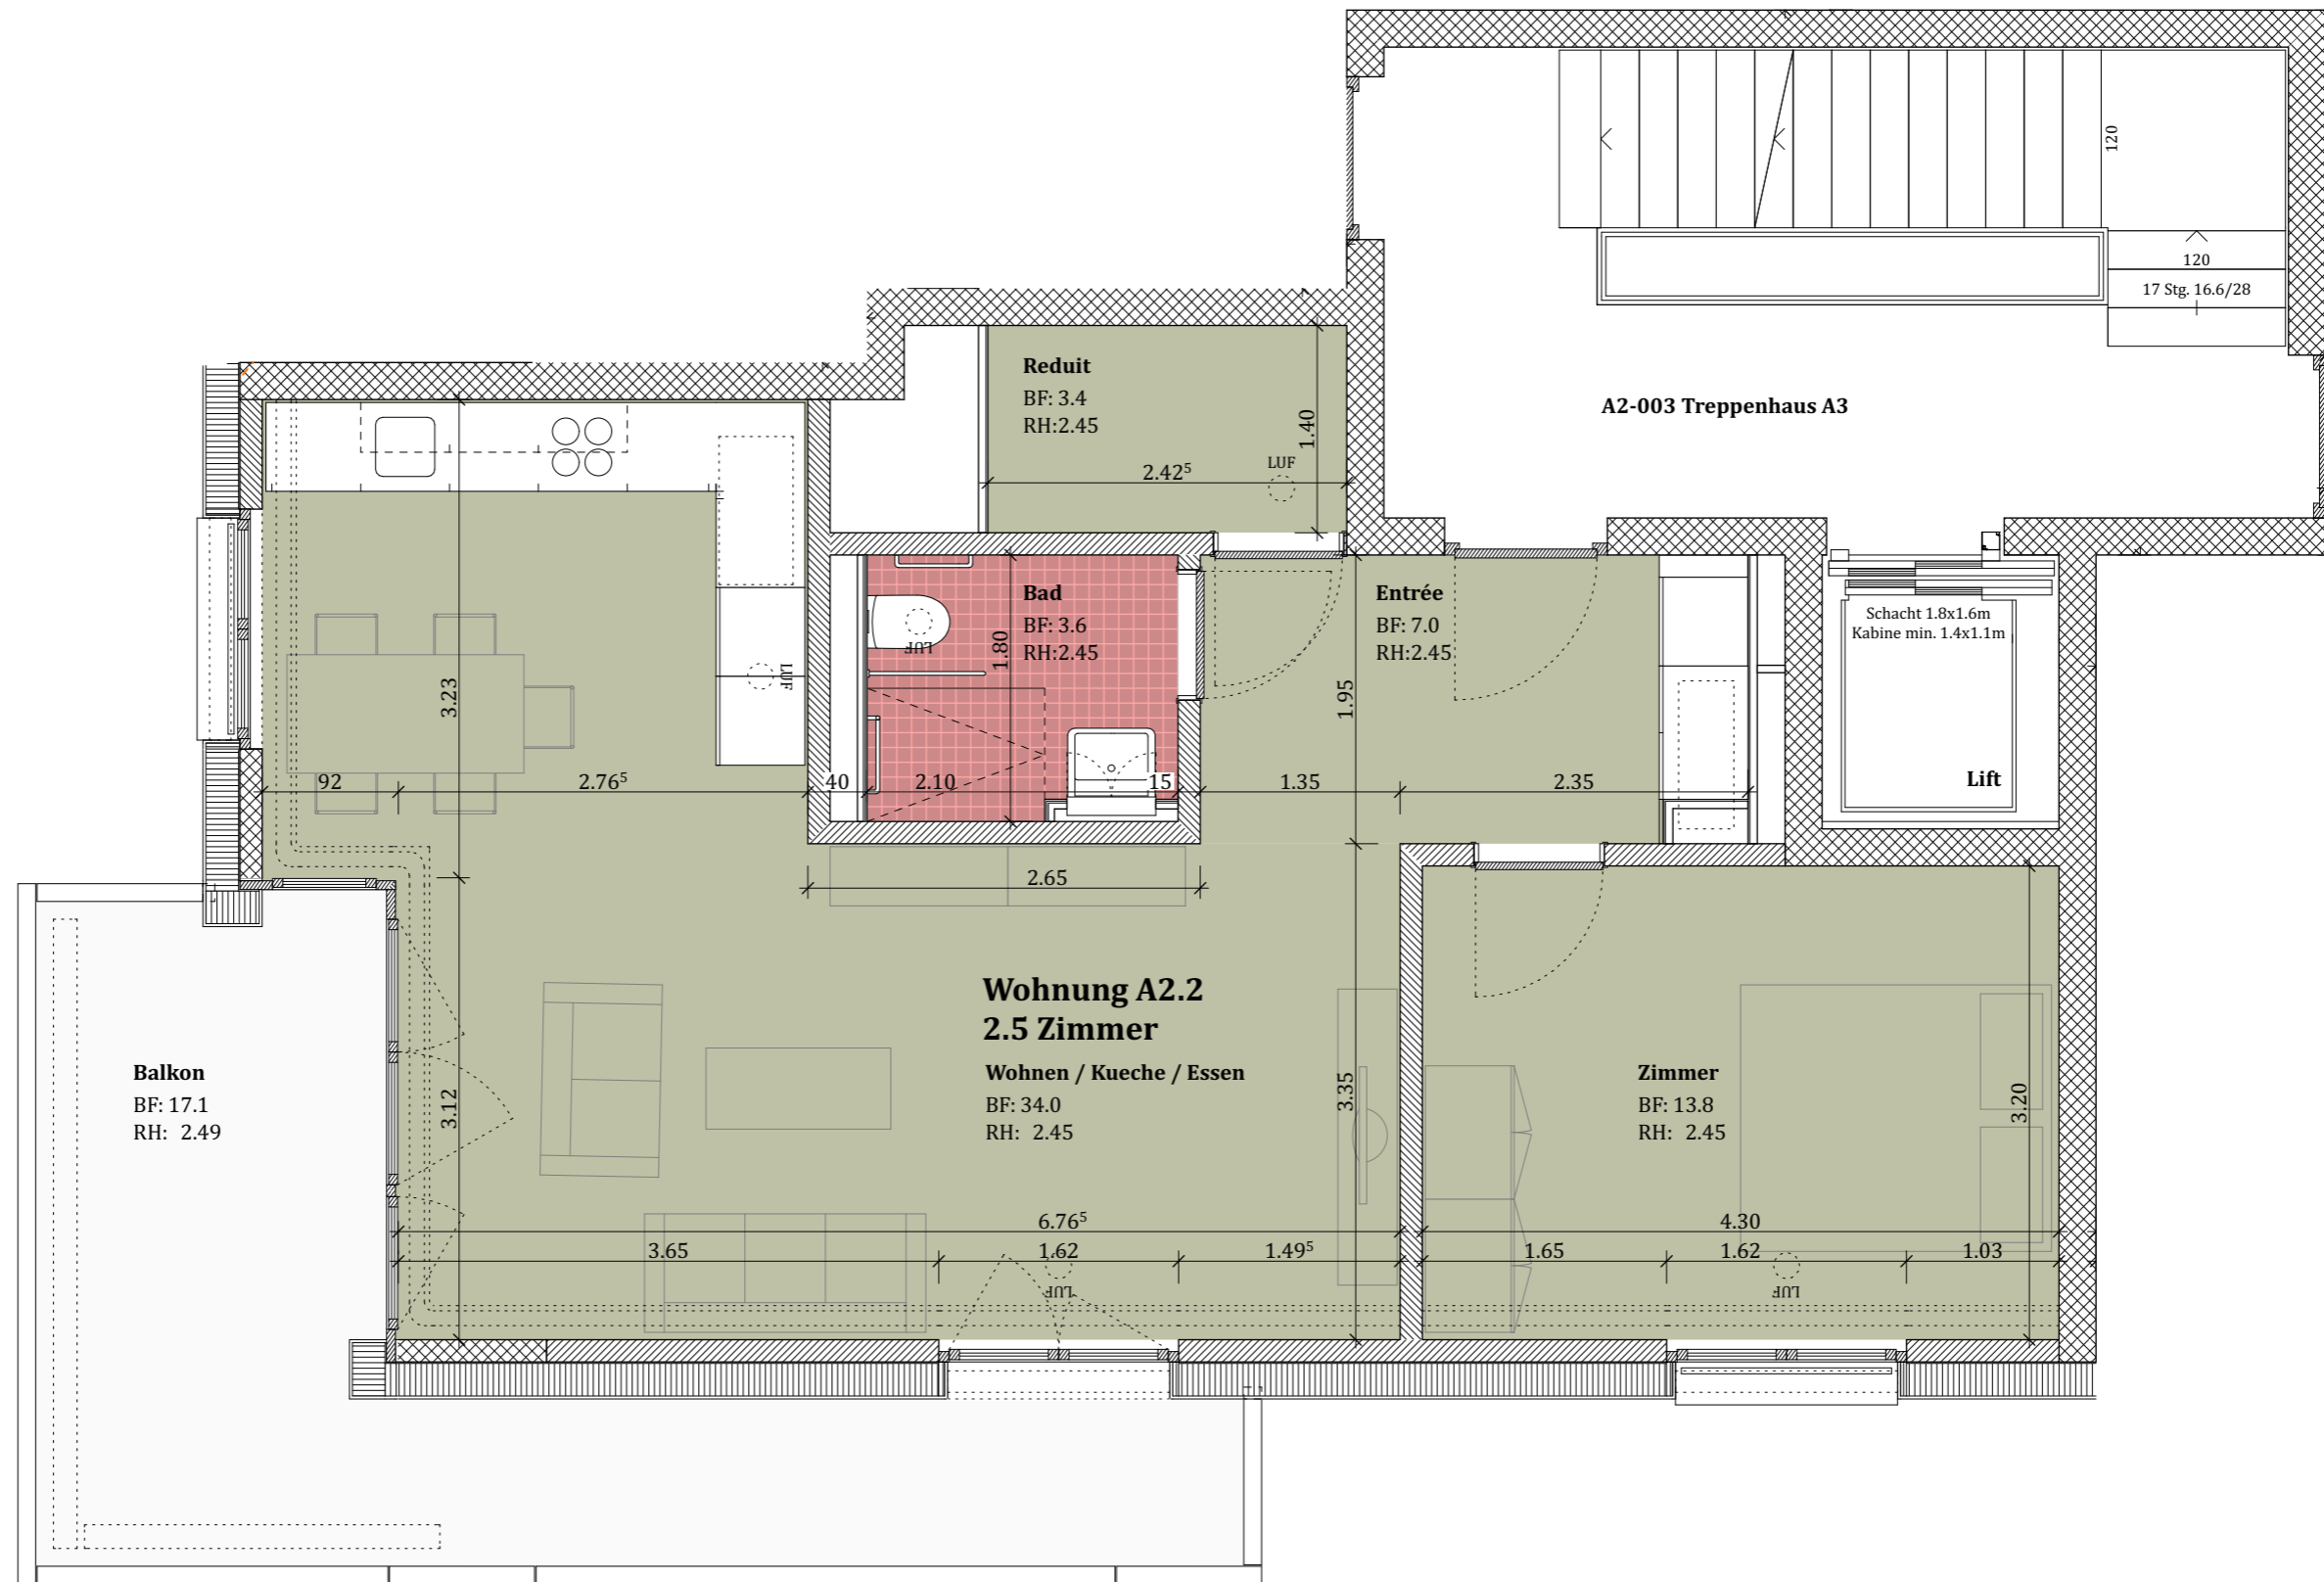 120
120
17 Stg. 16.6/28
A2-003 Treppenhaus A3
Reduit
BF: 3.4
RH:2.45
1.40
2.42⁵
LUF
Bad
BF: 3.6
RH:2.45
1.80
LUF
LUF
Entrée
BF: 7.0
RH:2.45
1.95
Schacht 1.8x1.6m
Kabine min. 1.4x1.1m
Lift
3.23
92
2.76⁵
40
2.10
15
1.35
2.35
2.65
Wohnung A2.2
2.5 Zimmer
Wohnen / Kueche / Essen
BF: 34.0
RH: 2.45
Balkon
BF: 17.1
RH: 2.49
3.12
3.35
Zimmer
BF: 13.8
RH: 2.45
3.20
6.76⁵
4.30
3.65
1.62
1.49⁵
1.65
1.62
1.03
LUF
LUF